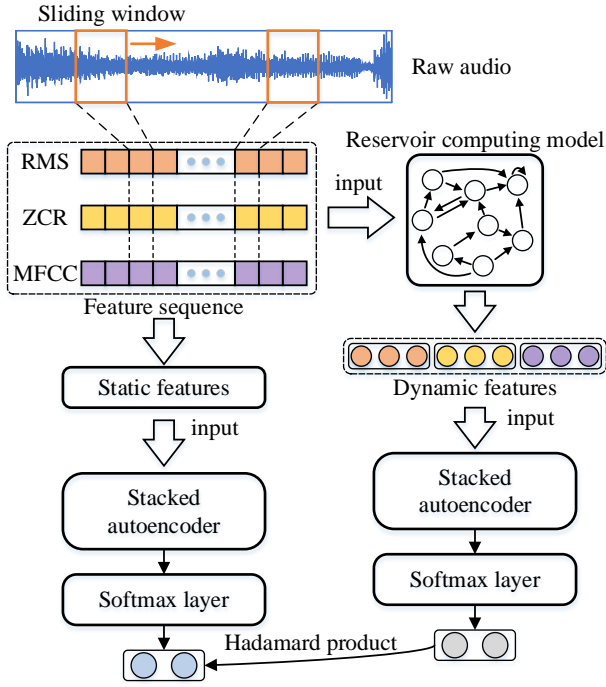 Sliding window
Raw audio
Reservoir computing model
RMS
input
ZCR
MFCC
Feature sequence
Static features
Dynamic features
input
input
Stacked
autoencoder
Stacked
autoencoder
Softmax layer
Softmax layer
Hadamard product